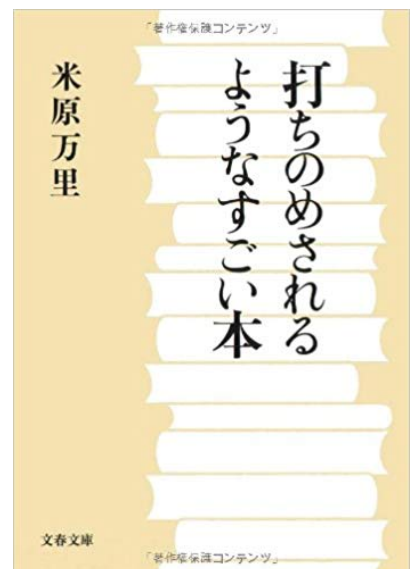 「著作権保護コンテンツ」
打ちのめされる
ようなすごい本
米原万里
文春文庫
「著作権保護コンテンツ」